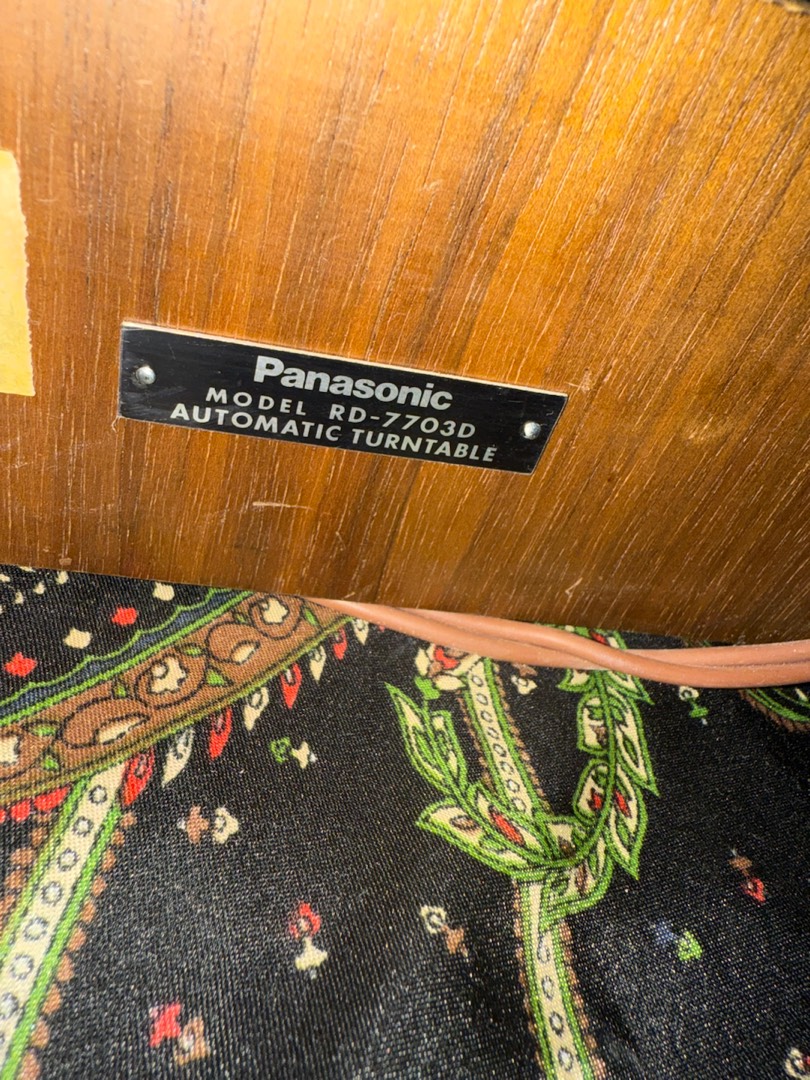 Panasonic
MODEL RD-7703D
AUTOMATIC TURNTABLE